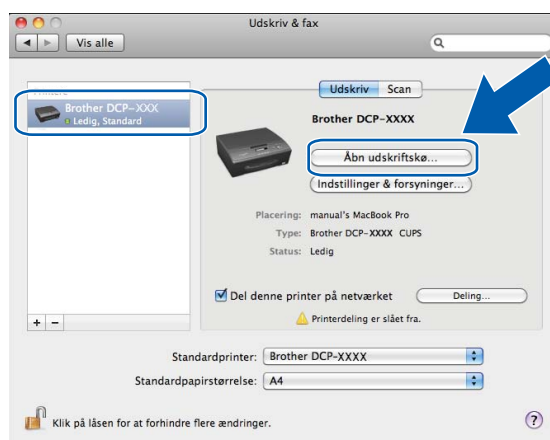 Udskriv & fax
Vis alle
Udskriv Scan
Brother DCP-XXX
Ledig, Standard
Brother DCP-XXXX
Åbn udskriftskø...
Indstillinger & forsyninger...
Placering: manual's MacBook Pro
Type: Brother DCP-XXXX CUPS
Status: Ledig
Del denne printer på netværket
Deling...
Printerdeling er slået fra.
+ −
Standardprinter: Brother DCP-XXXX
Standardpapirstørrelse: A4
Klik på låsen for at forhindre flere ændringer.
?